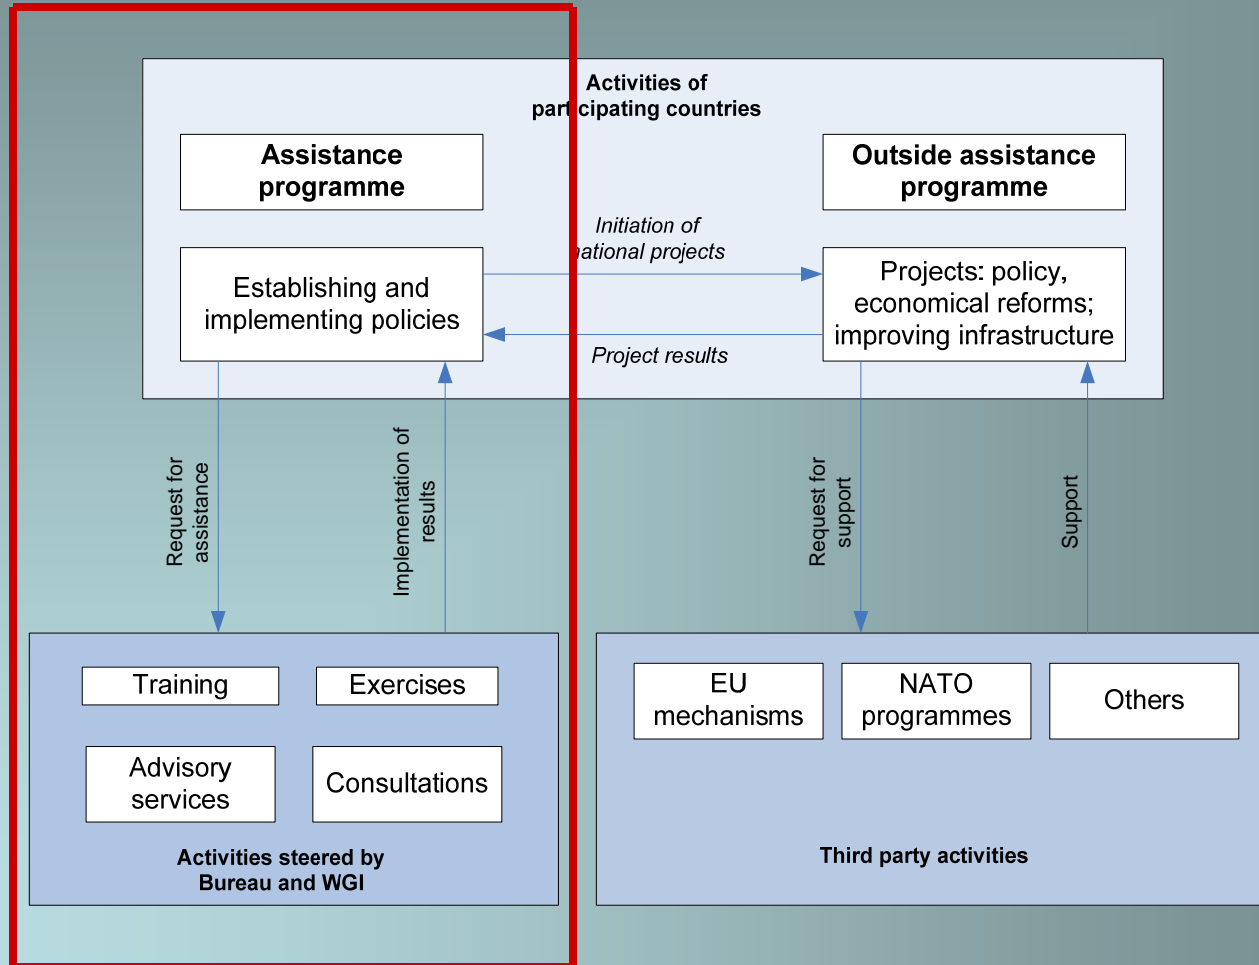 Activities of
participating countries
Assistance
programme
Outside assistance
programme
Initiation of
national projects
Establishing and
implementing policies
Projects: policy,
economical reforms;
improving infrastructure
Project results
Request for
assistance
Implementation of
results
Request for
support
Support
Training
Exercises
Advisory
services
Consultations
Activities steered by
Bureau and WGI
EU
mechanisms
NATO
programmes
Others
Third party activities